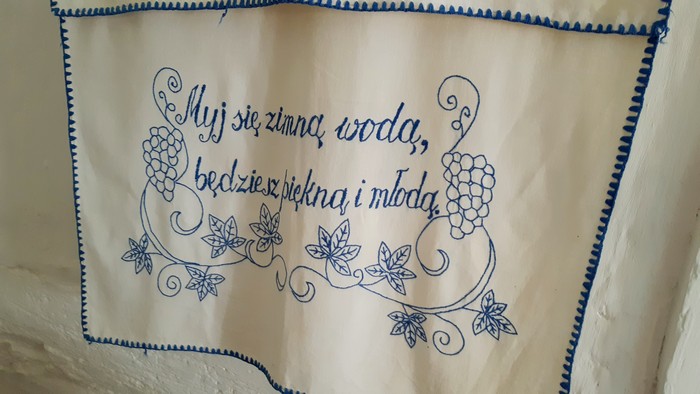 Myj się zimną wodą,
będziesz piękną i młodą.